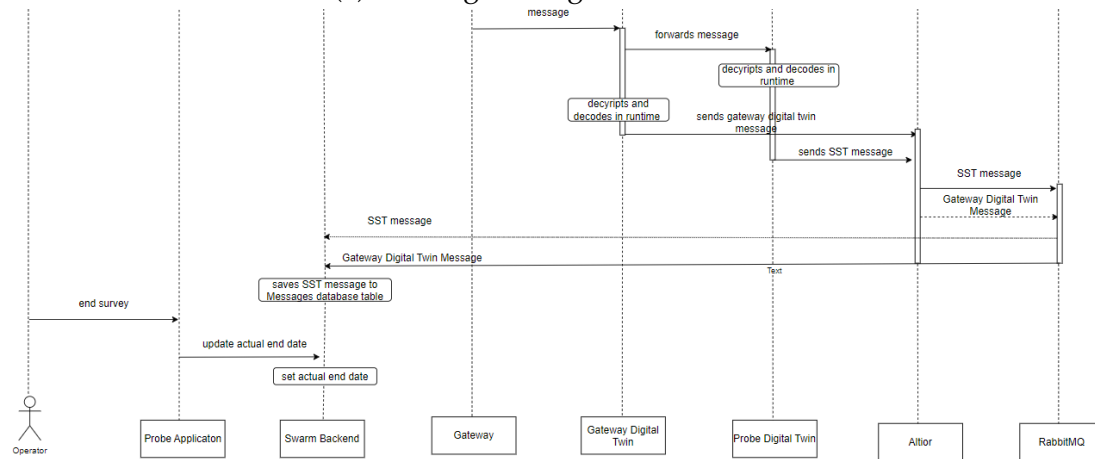 message
forwards message
decyripts and decodes in
runtime
decyripts and
decodes in runtime
sends gateway digital twin
message
sends SST message
SST message
Gateway Digital Twin
Message
SST message
Gateway Digital Twin Message
Text
saves SST message to
Messages database table
end survey
update actual end date
set actual end date
Operator
Probe Applicaton
Swarm Backend
Gateway
Gateway Digital
Twin
Probe Digital Twin
Altior
RabbitMQ